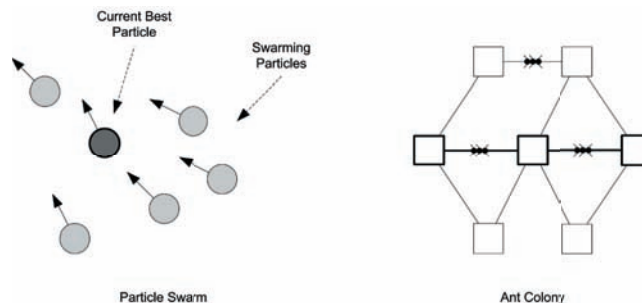 Current Best
Particle
Swarming
Particles
Particle Swarm
Ant Colony